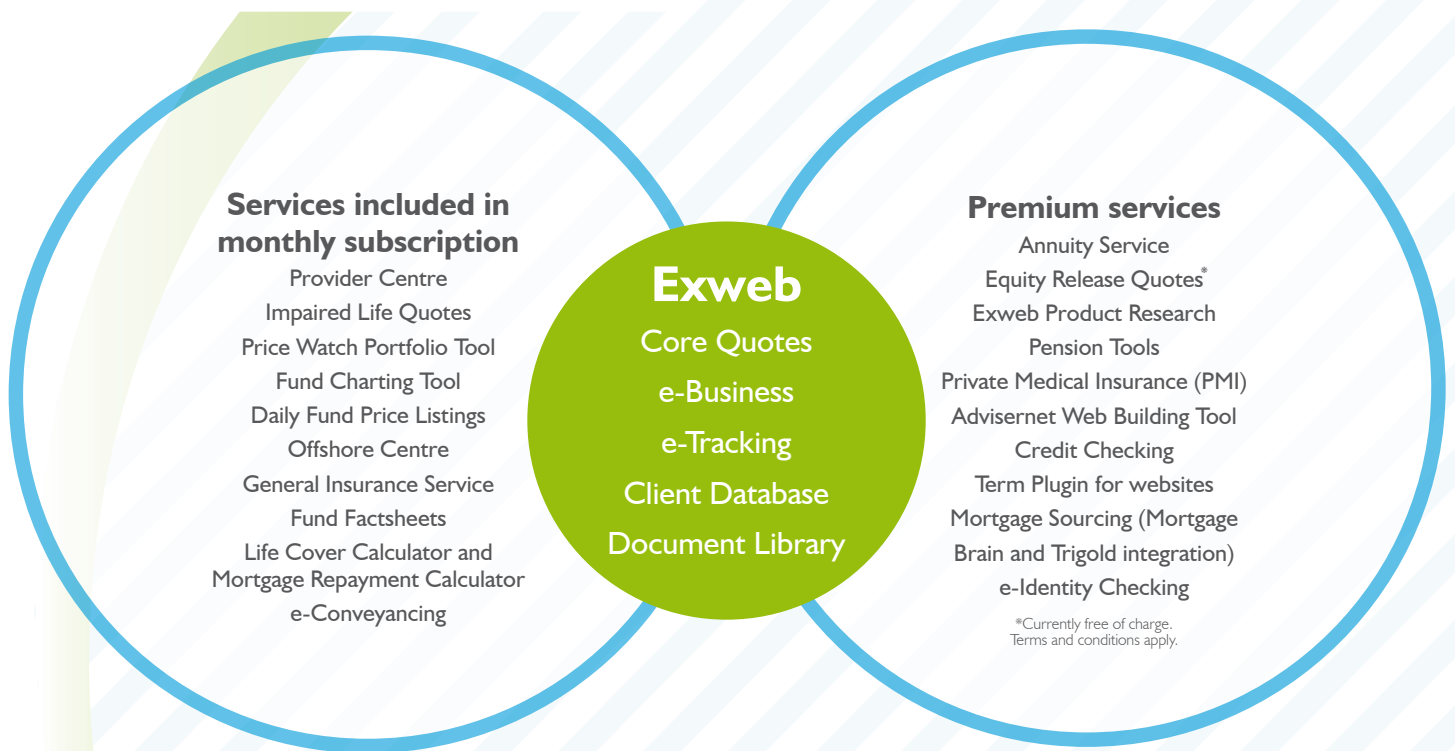 Services included in
monthly subscription
Provider Centre
Impaired Life Quotes
Price Watch Portfolio Tool
Fund Charting Tool
Daily Fund Price Listings
Offshore Centre
General Insurance Service
Fund Factsheets
Life Cover Calculator and
Mortgage Repayment Calculator
e-Conveyancing
Exweb
Core Quotes
e-Business
e-Tracking
Client Database
Document Library
Premium services
Annuity Service
Equity Release Quotes*
Exweb Product Research
Pension Tools
Private Medical Insurance (PMI)
Advisernet Web Building Tool
Credit Checking
Term Plugin for websites
Mortgage Sourcing (Mortgage
Brain and Trigold integration)
e-Identity Checking
*Currently free of charge.
Terms and conditions apply.